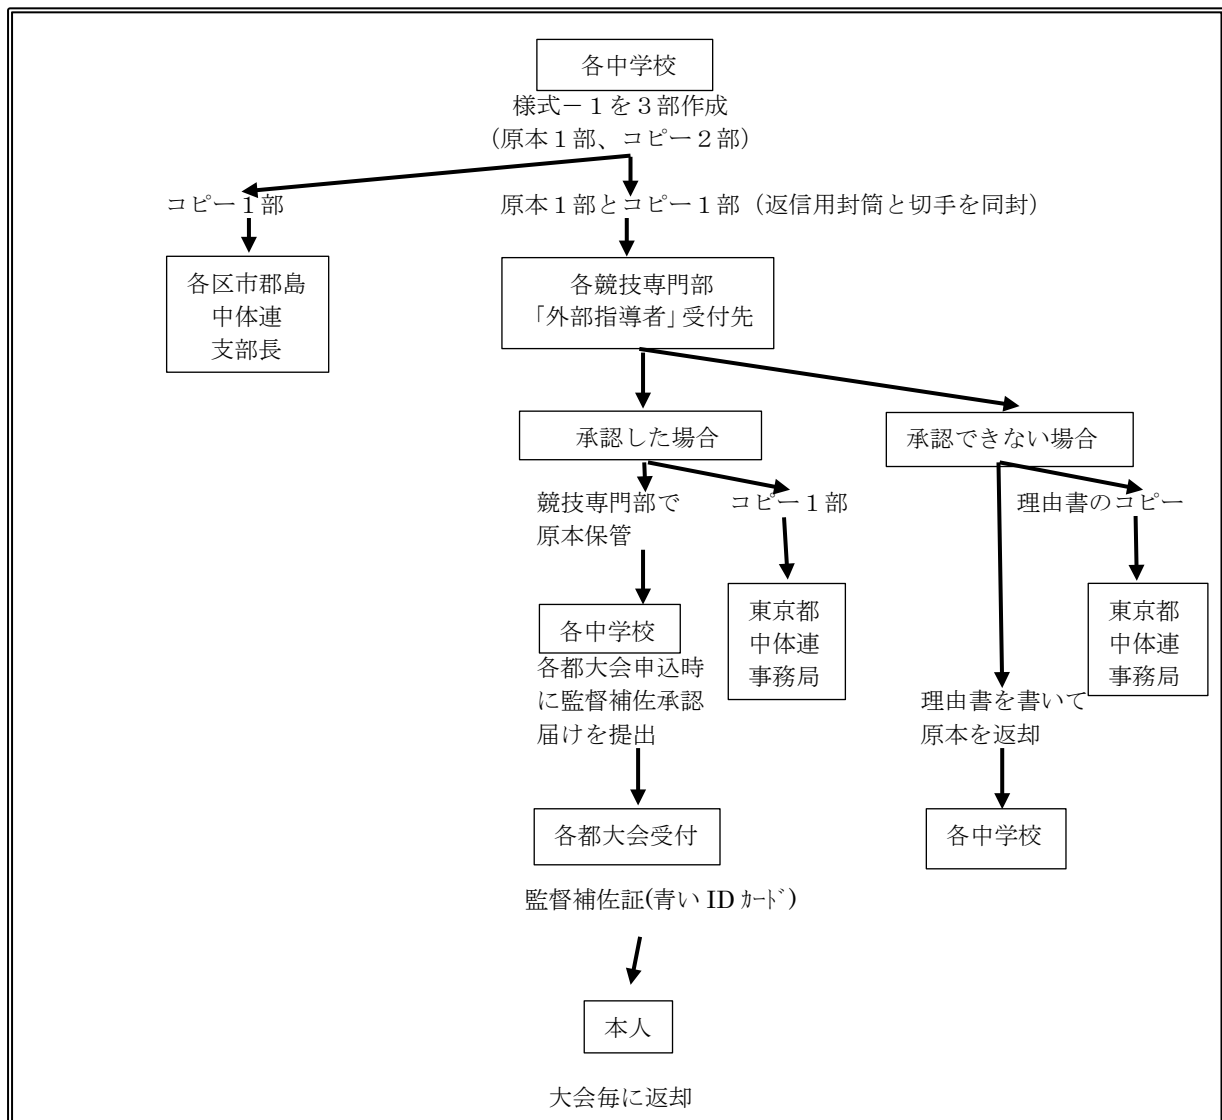 各中学校
様式－１を３部作成
（原本１部、コピー２部）
コピー１部
原本１部とコピー１部（返信用封筒と切手を同封）
各区市郡島
中体連
支部長
各競技専門部
「外部指導者」受付先
承認した場合
承認できない場合
競技専門部で
原本保管
コピー１部
理由書のコピー
各中学校
東京都
中体連
事務局
東京都
中体連
事務局
各都大会申込時
に監督補佐承認
届けを提出
理由書を書いて
原本を返却
各都大会受付
各中学校
監督補佐証(青い ID ｶｰﾄﾞ)
本人
大会毎に返却